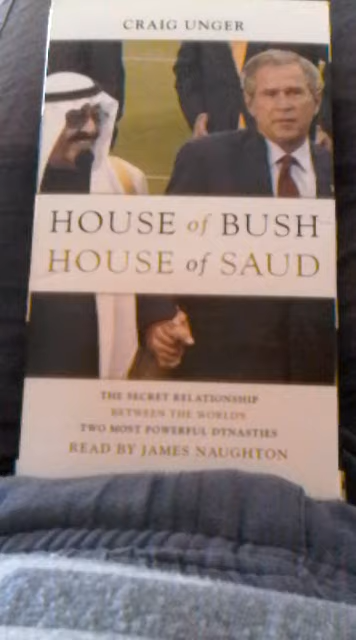 CRAIG UNGER
HOUSE of BUSH
HOUSE of SAUD
THE SECRET RELATIONSHIP
BETWEEN THE WORLD'S
TWO MOST POWERFUL DYNASTIES
READ BY JAMES NAUGHTON